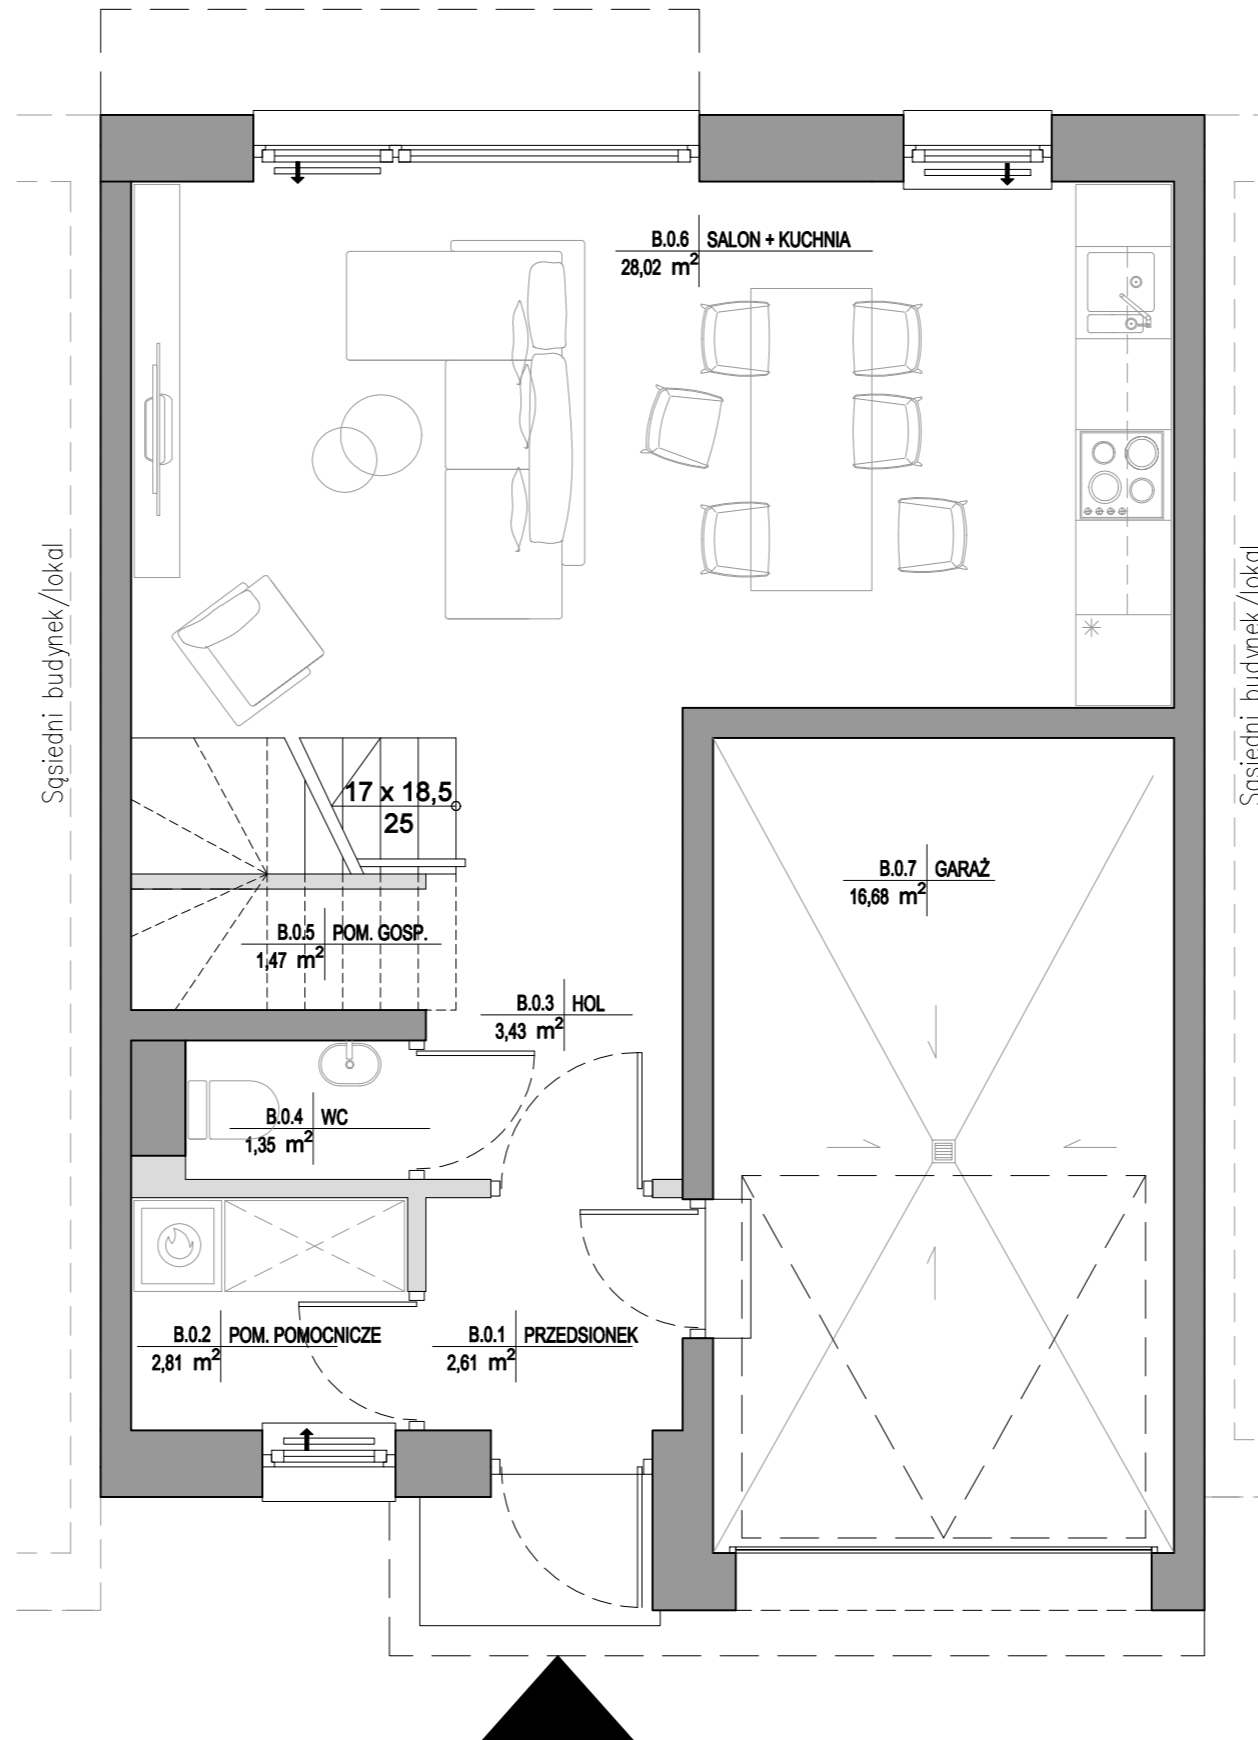 B.0.6 SALON + KUCHNIA
28,02 m²
Sąsiedni budynek/lokal
Sąsiedni budynek/lokal
17 x 18,5
25
B.0.7 GARAŻ
16,68 m²
B.0.5 POM. GOSP.
1,47 m²
B.0.3 HOL
3,43 m²
B.0.4 WC
1,35 m²
B.0.2 POM. POMOCNICZE
2,81 m²
B.0.1 PRZEDSIONEK
2,61 m²